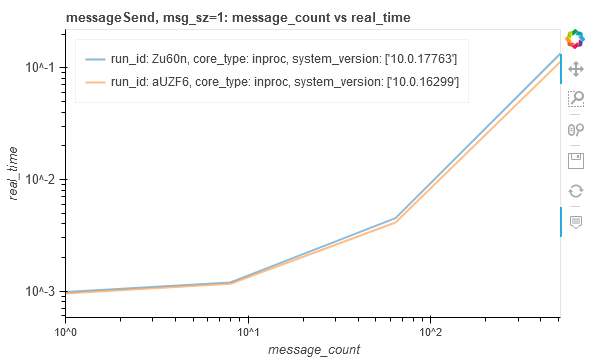 messageSend, msg_sz=1: message_count vs real_time
run_id: Zu60n, core_type: inproc, system_version: ['10.0.17763']
run_id: aUZF6, core_type: inproc, system_version: ['10.0.16299']
10^-1
10^-2
10^-3
real_time
10^0
10^1
10^2
message_count